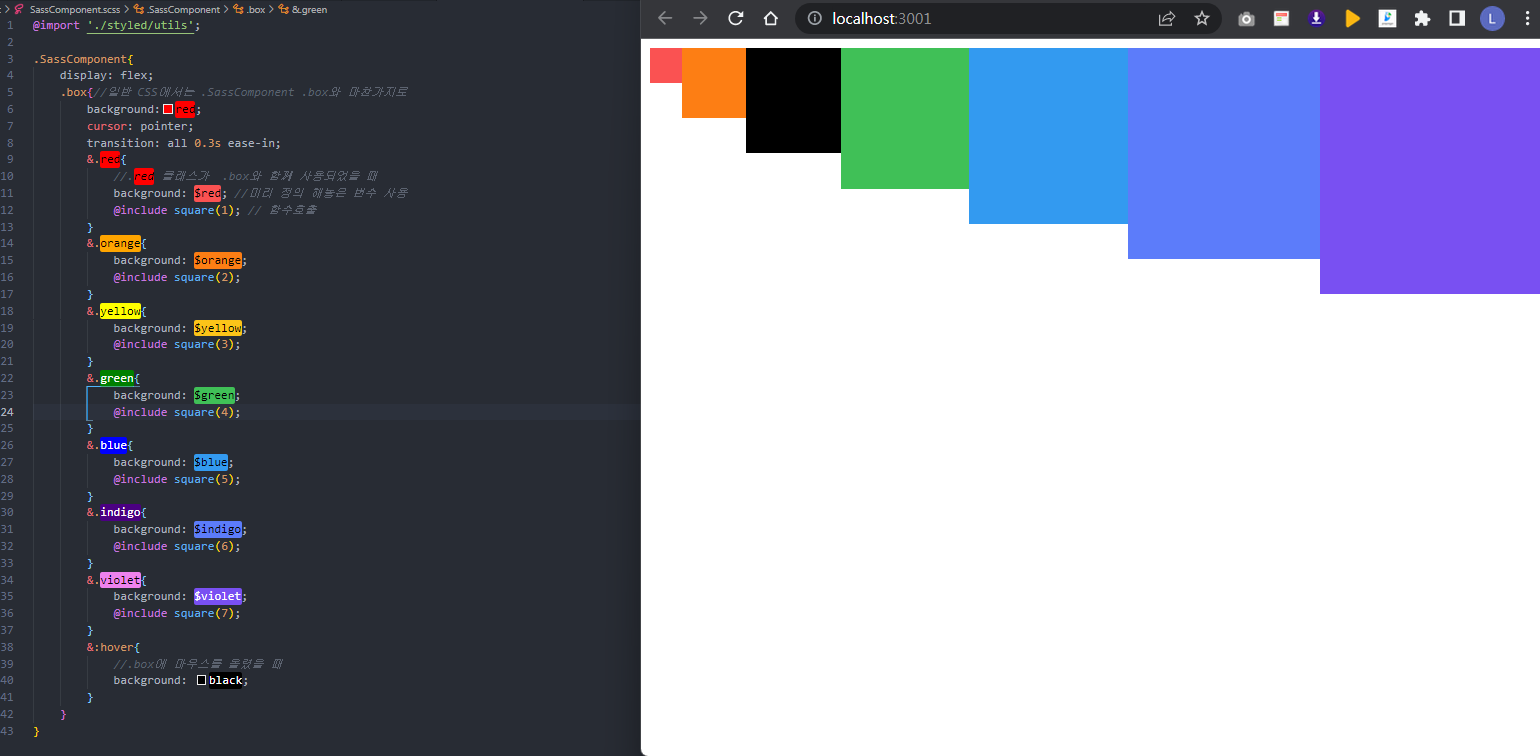 SassComponent.scss > .SassComponent > .box > &.green
1 @import './styled/utils';
2
3 .SassComponent{
4 display: flex;
5 .box{//일반 CSS에서는 .SassComponent .box와 마찬가지로
6 background: red;
7 cursor: pointer;
8 transition: all 0.3s ease-in;
9 &.red{
10 //.red 클래스가 .box와 함께 사용되었을 때
11 background: $red; //미리 정의 해놓은 변수 사용
12 @include square(1); // 함수호출
13 }
14 &.orange{
15 background: $orange;
16 @include square(2);
17 }
18 &.yellow{
19 background: $yellow;
20 @include square(3);
21 }
22 &.green{
23 background: $green;
24 @include square(4);
25 }
26 &.blue{
27 background: $blue;
28 @include square(5);
29 }
30 &.indigo{
31 background: $indigo;
32 @include square(6);
33 }
34 &.violet{
35 background: $violet;
36 @include square(7);
37 }
38 &:hover{
39 //.box에 마우스를 올렸을 때
40 background: black;
41 }
42 }
43 }
localhost:3001
L